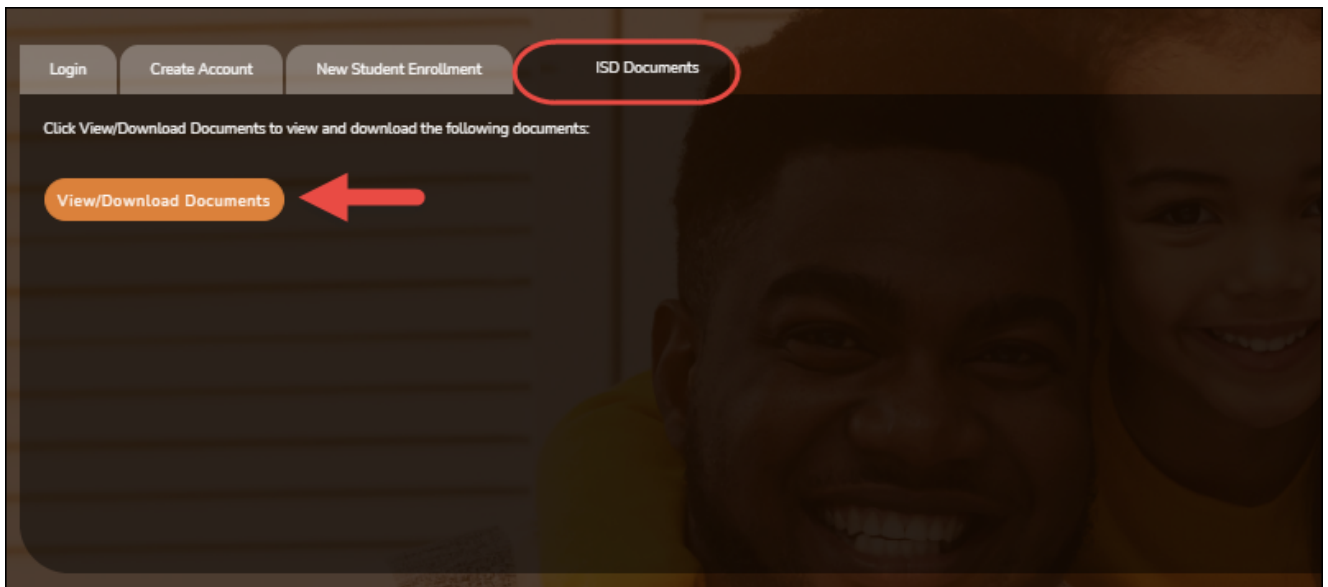 Login Create Account New Student Enrollment ISD Documents
Click View/Download Documents to view and download the following documents:
View/Download Documents